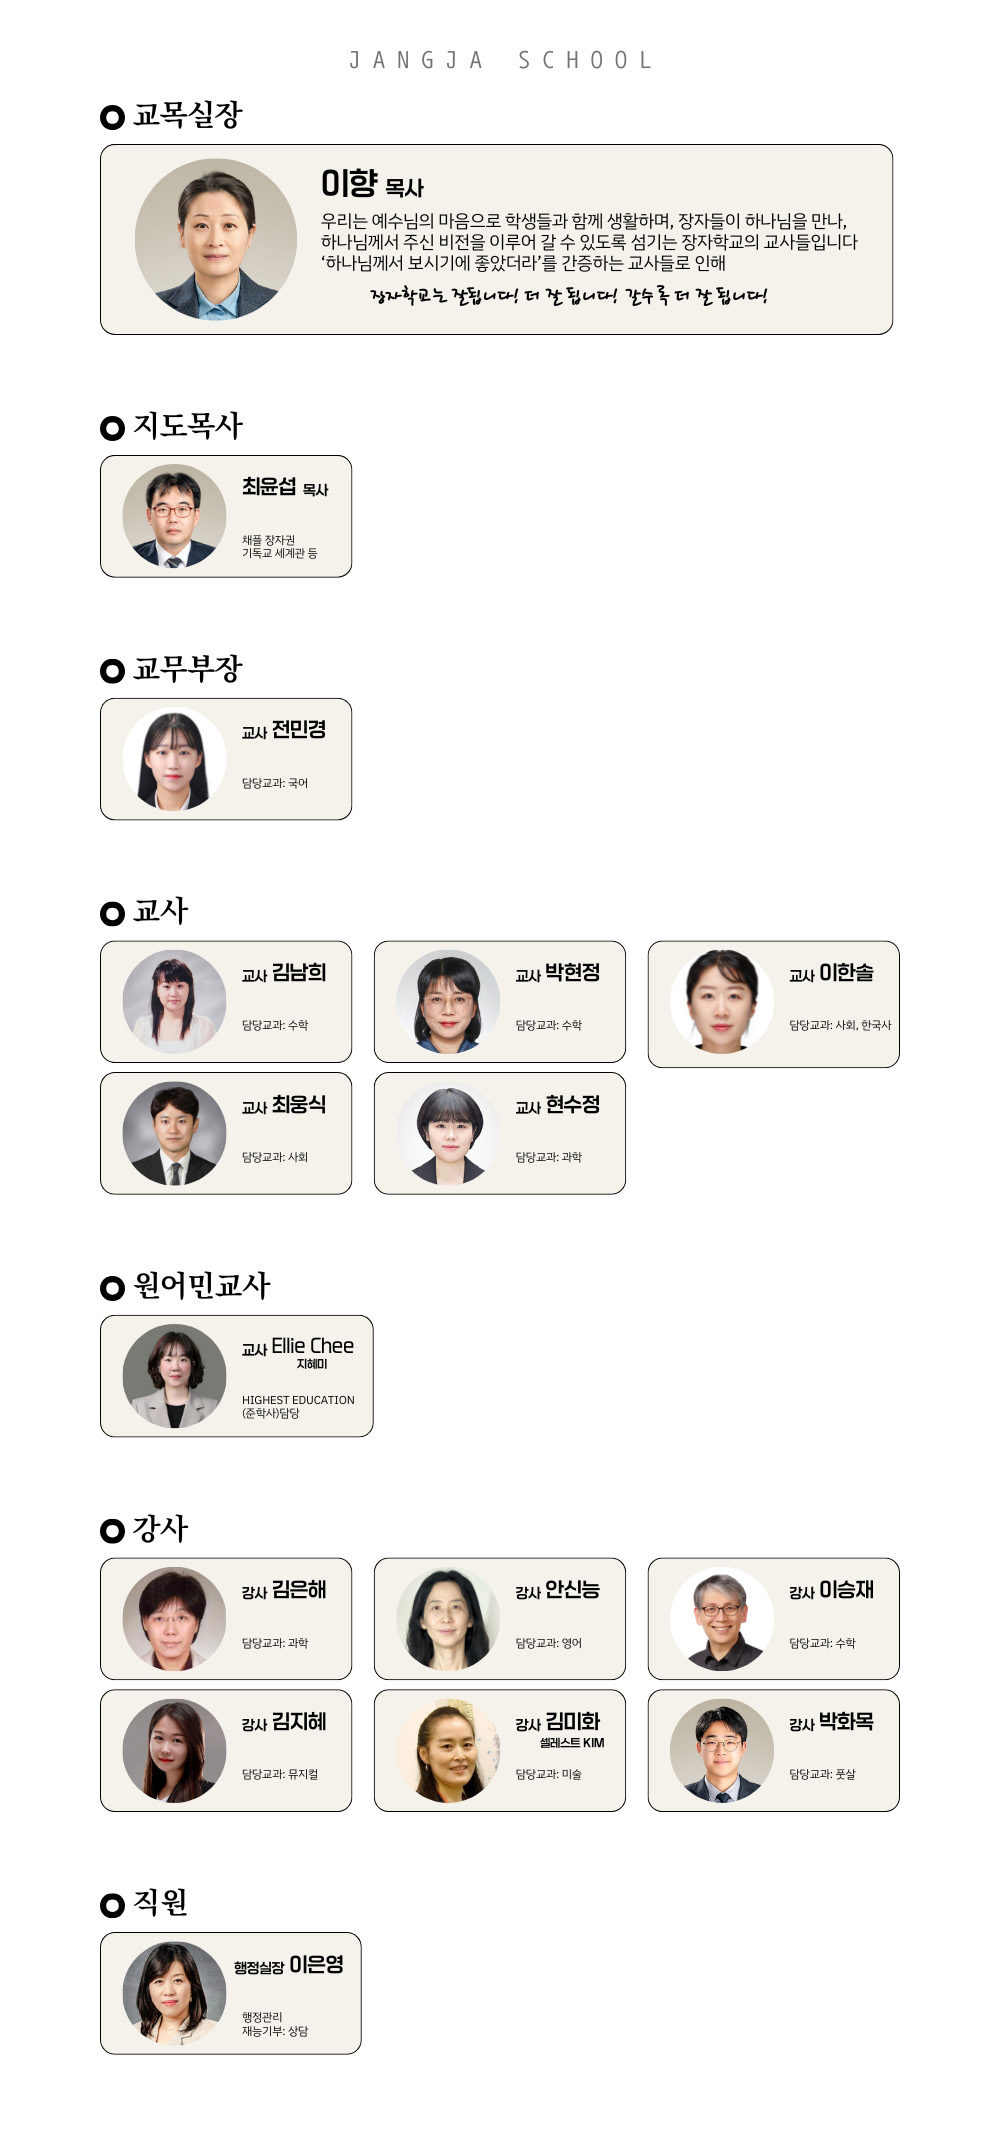 JANGJA SCHOOL
교목실장
이향 목사
우리는 예수님의 마음으로 학생들과 함께 생활하며, 장자들이 하나님을 만나,
하나님께서 주신 비전을 이루어 갈 수 있도록 섬기는 장자학교의 교사들입니다
‘하나님께서 보시기에 좋았더라’를 간증하는 교사들로 인해
장자학교는 잘됩니다! 더 잘 됩니다! 갈수록 더 잘 됩니다!
지도목사
최윤섭 목사
채플 장자권
기독교 세계관 등
교무부장
교사 전민경
담당교과: 국어
교사
교사 김남희
담당교과: 수학
교사 박현정
담당교과: 수학
교사 이한솔
담당교과: 사회, 한국사
교사 최웅식
담당교과: 사회
교사 현수정
담당교과: 과학
원어민교사
교사 Ellie Chee
지혜미
HIGHEST EDUCATION
(준학사)담당
강사
강사 김은해
담당교과: 과학
강사 안신능
담당교과: 영어
강사 이승재
담당교과: 수학
강사 김지혜
담당교과: 뮤지컬
강사 김미화
셀레스트 KIM
담당교과: 미술
강사 박화목
담당교과: 풋살
직원
행정실장 이은영
행정관리
재능기부: 상담